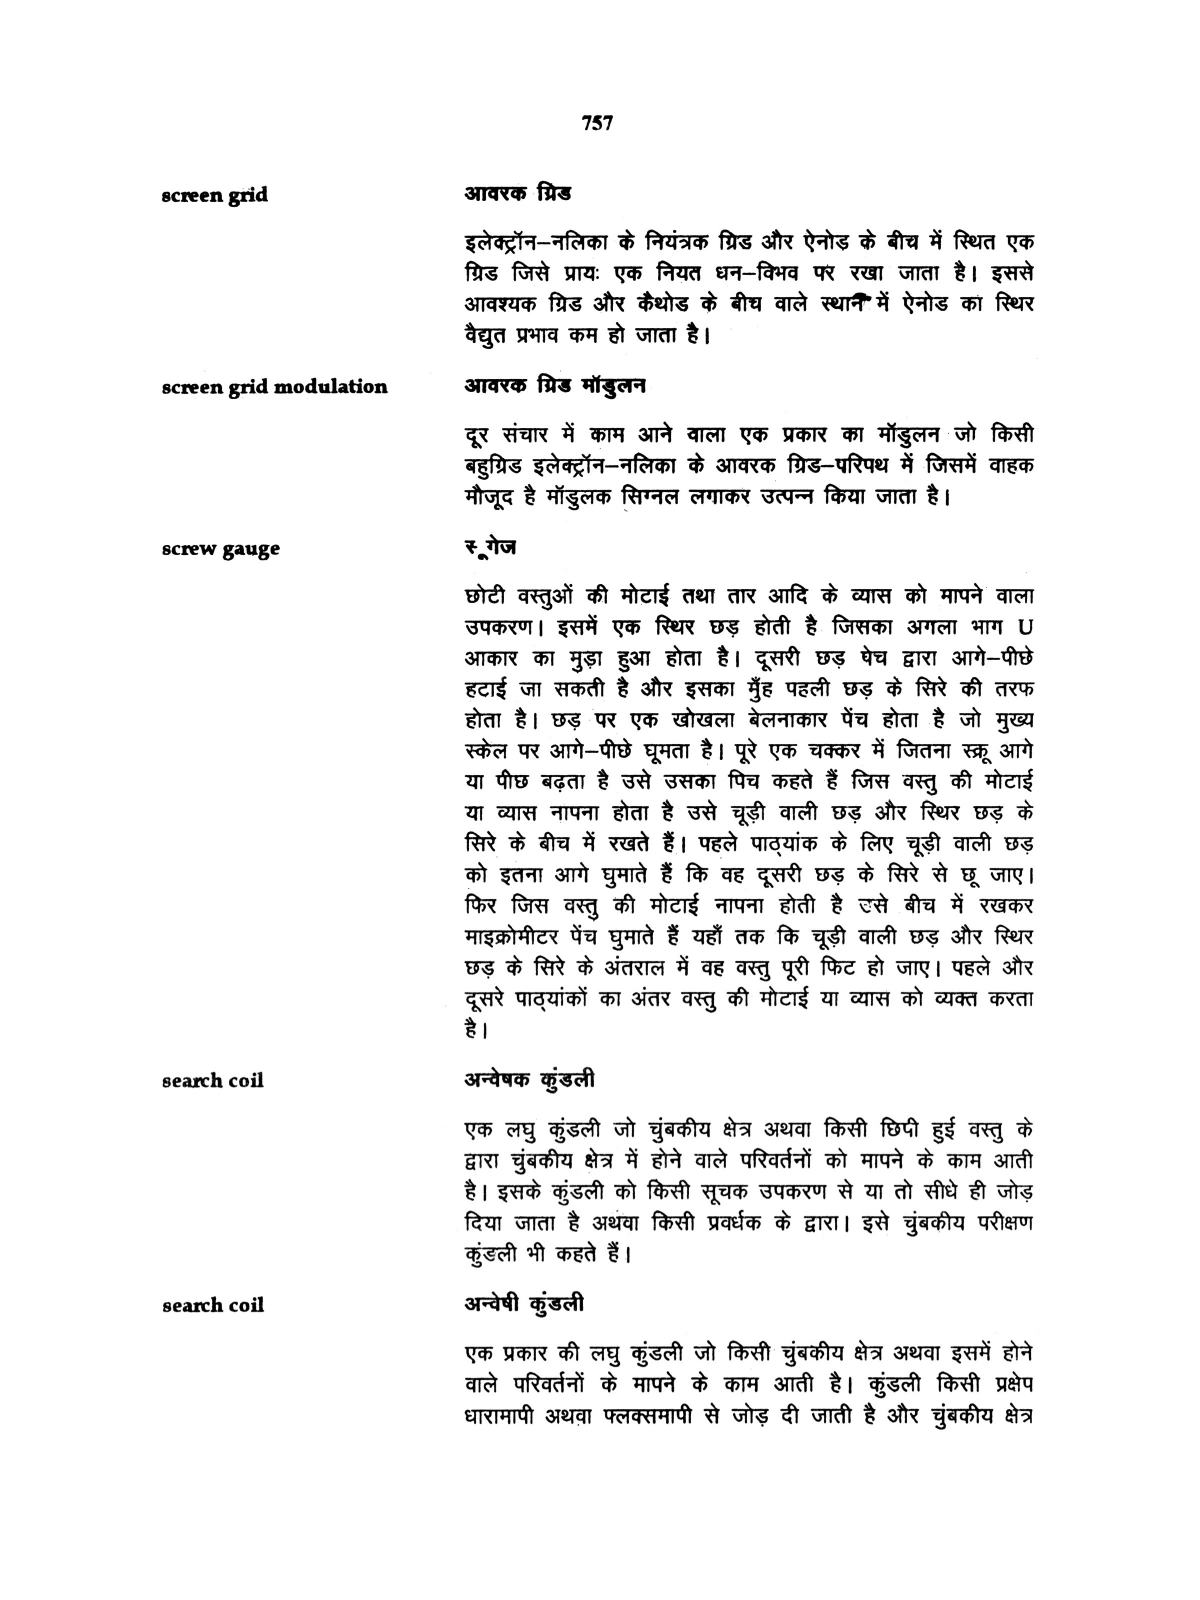 757
screen grid आवरक ग्रिड
इलेक्ट्रॉन–नलिका के नियंत्रक ग्रिड और ऐनोड़ के बीच में स्थित एक
ग्रिड जिसे प्रायः एक नियत धन–विभव पर रखा जाता है। इससे
आवश्यक ग्रिड और कैथोड के बीच वाले स्थान में ऐनोड का स्थिर
वैद्युत प्रभाव कम हो जाता है।
screen grid modulation आवरक ग्रिड मॉडुलन
दूर संचार में काम आने वाला एक प्रकार का मॉडुलन जो किसी
बहुग्रिड इलेक्ट्रॉन–नलिका के आवरक ग्रिड–परिपथ में जिसमें वाहक
मौजूद है मॉडुलक सिग्नल लगाकर उत्पन्न किया जाता है।
screw gauge स्क्रूगेज
छोटी वस्तुओं की मोटाई तथा तार आदि के व्यास को मापने वाला
उपकरण। इसमें एक स्थिर छड़ होती है जिसका अगला भाग U
आकार का मुड़ा हुआ होता है। दूसरी छड़ घेच द्वारा आगे–पीछे
हटाई जा सकती है और इसका मुँह पहली छड़ के सिरे की तरफ
होता है। छड़ पर एक खोखला बेलनाकार पेंच होता है जो मुख्य
स्केल पर आगे–पीछे घूमता है। पूरे एक चक्कर में जितना स्क्रू आगे
या पीछ बढ़ता है उसे उसका पिच कहते हैं जिस वस्तु की मोटाई
या व्यास नापना होता है उसे चूड़ी वाली छड़ और स्थिर छड़ के
सिरे के बीच में रखते हैं। पहले पाठ्यांक के लिए चूड़ी वाली छड़
को इतना आगे घुमाते हैं कि वह दूसरी छड़ के सिरे से छू जाए।
फिर जिस वस्तु की मोटाई नापना होती है उसे बीच में रखकर
माइक्रोमीटर पेंच घुमाते हैं यहाँ तक कि चूड़ी वाली छड़ और स्थिर
छड़ के सिरे के अंतराल में वह वस्तु पूरी फिट हो जाए। पहले और
दूसरे पाठ्यांकों का अंतर वस्तु की मोटाई या व्यास को व्यक्त करता
है।
search coil अन्वेषक कुंडली
एक लघु कुंडली जो चुंबकीय क्षेत्र अथवा किसी छिपी हुई वस्तु के
द्वारा चुंबकीय क्षेत्र में होने वाले परिवर्तनों को मापने के काम आती
है। इसके कुंडली को किसी सूचक उपकरण से या तो सीधे ही जोड़
दिया जाता है अथवा किसी प्रवर्धक के द्वारा। इसे चुंबकीय परीक्षण
कुंडली भी कहते हैं।
search coil अन्वेषी कुंडली
एक प्रकार की लघु कुंडली जो किसी चुंबकीय क्षेत्र अथवा इसमें होने
वाले परिवर्तनों के मापने के काम आती है। कुंडली किसी प्रक्षेप
धारामापी अथवा फ्लक्समापी से जोड़ दी जाती है और चुंबकीय क्षेत्र